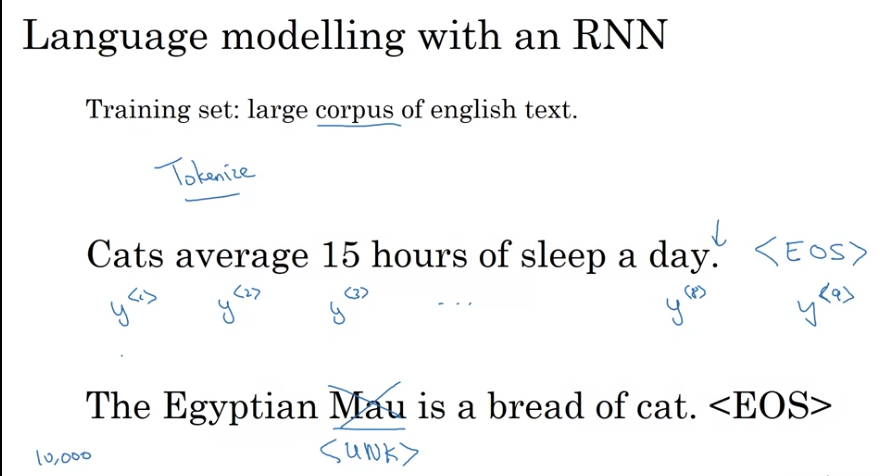 Language modelling with an RNN
Training set: large corpus of english text.
Tokenize
Cats average 15 hours of sleep a day. <EOS>
y<1> y<2> y<3> ... y<8> y<9>
The Egyptian Mau is a bread of cat. <EOS>
10,000 <UNK>